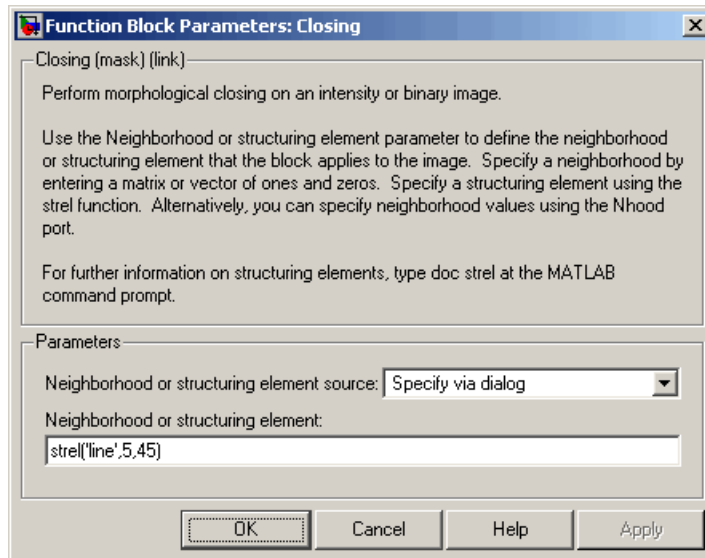 Function Block Parameters: Closing
Closing (mask) (link)
Perform morphological closing on an intensity or binary image.
Use the Neighborhood or structuring element parameter to define the neighborhood
or structuring element that the block applies to the image. Specify a neighborhood by
entering a matrix or vector of ones and zeros. Specify a structuring element using the
strel function. Alternatively, you can specify neighborhood values using the Nhood
port.
For further information on structuring elements, type doc strel at the MATLAB
command prompt.
Parameters
Neighborhood or structuring element source: Specify via dialog
Neighborhood or structuring element:
strel('line',5,45)
OK Cancel Help Apply